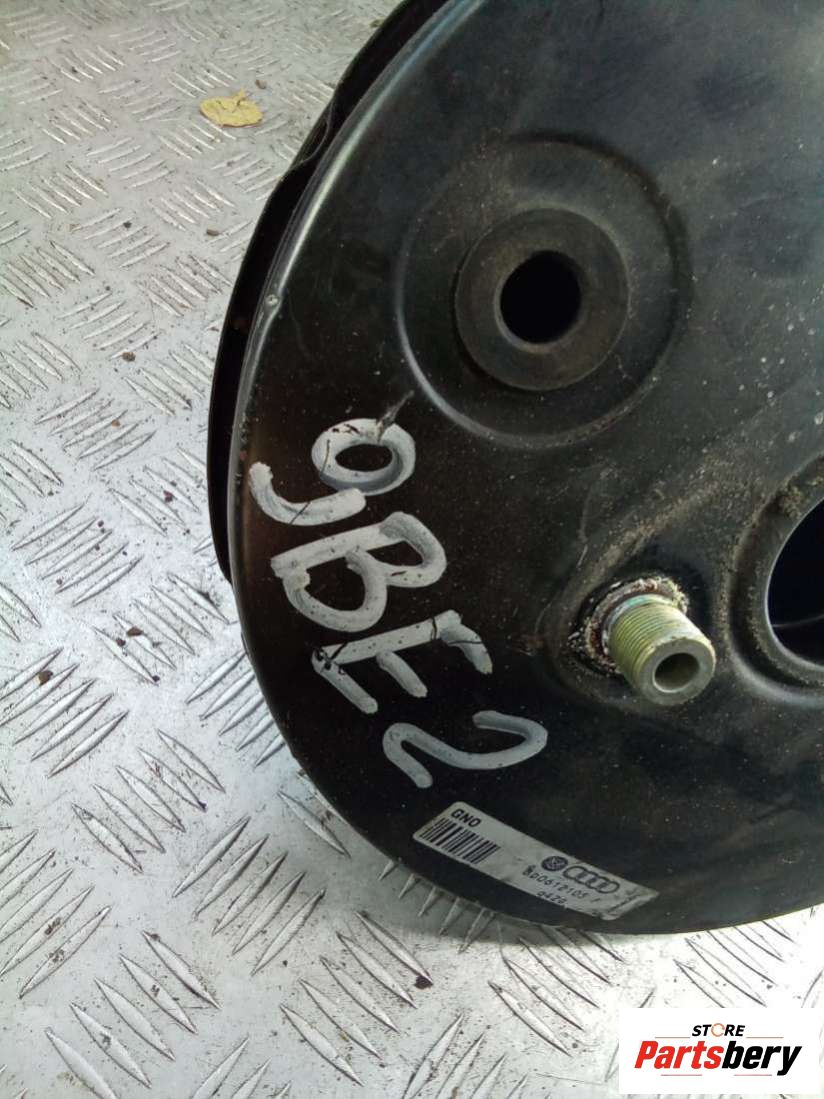 9BE2
GNO
8D0612105 F
STORE
Partsbery